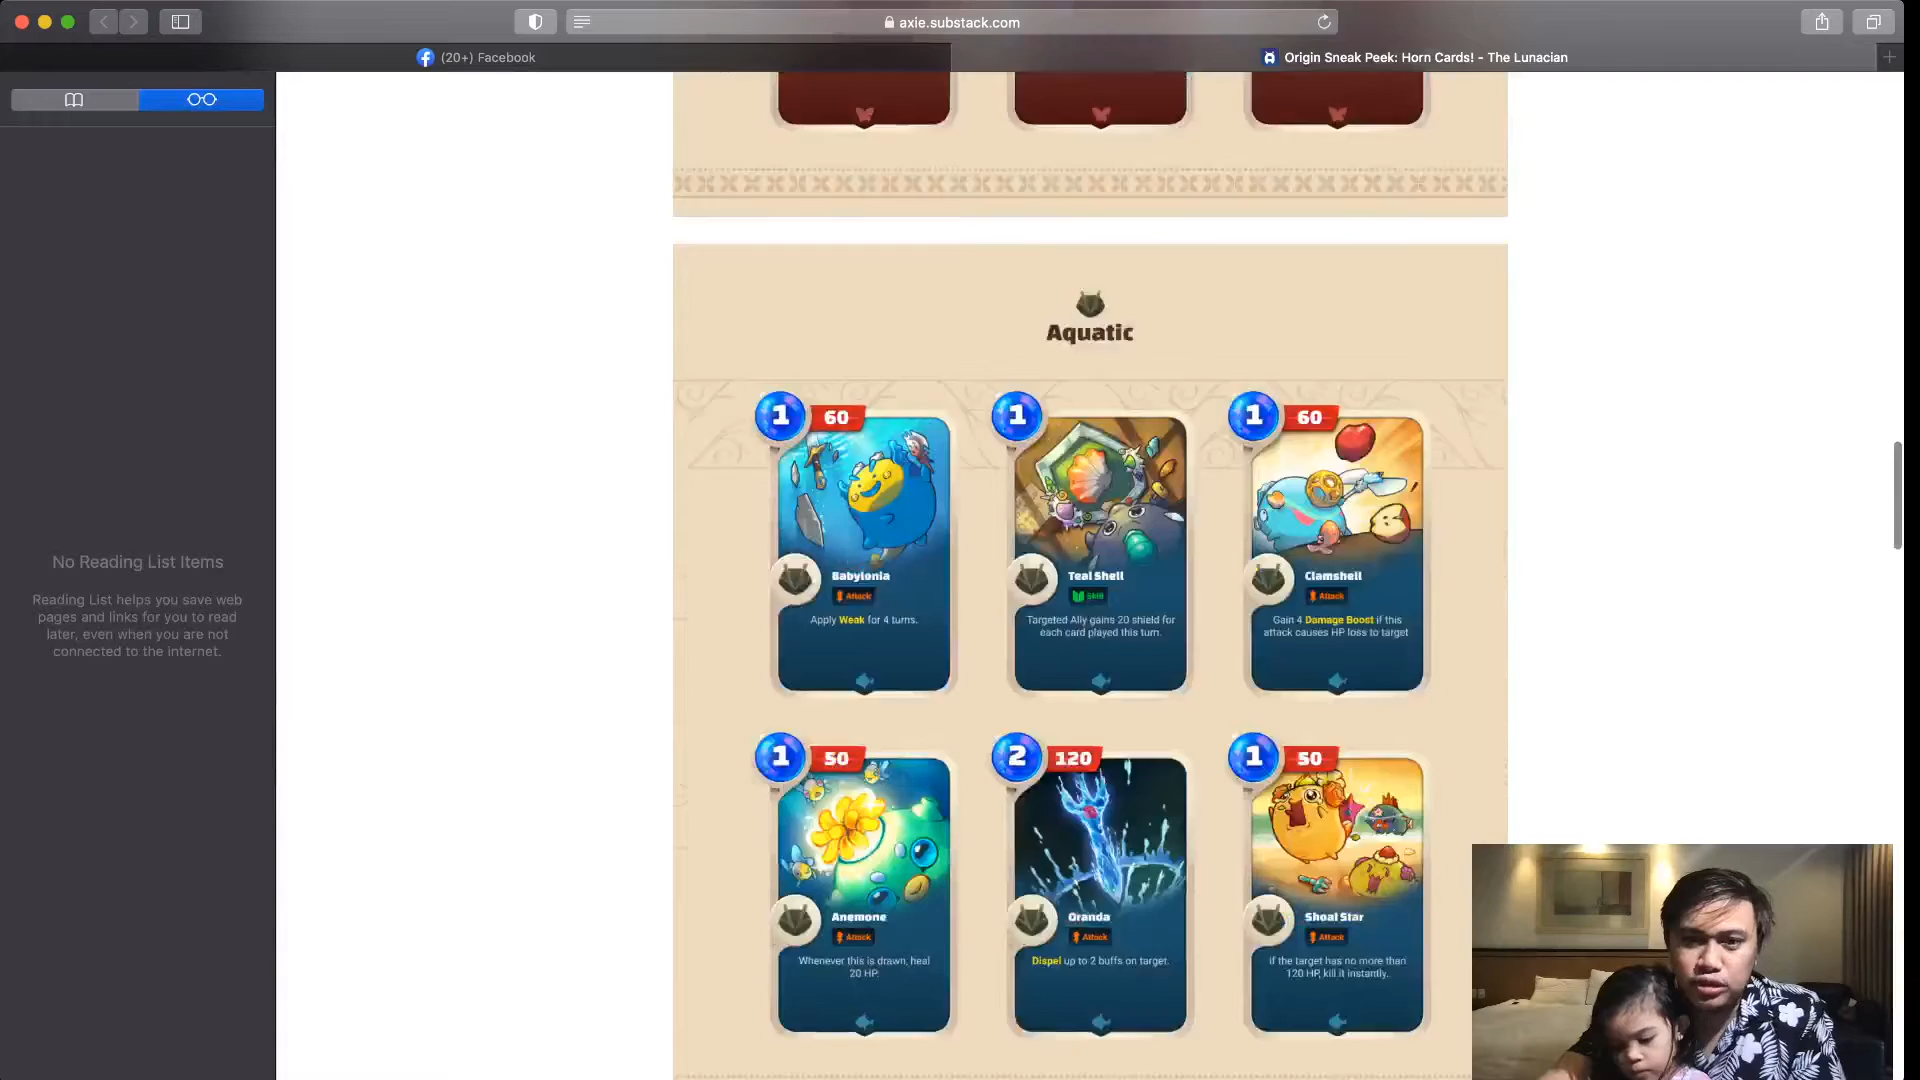 axie.substack.com
(20+) Facebook
Origin Sneak Peek: Horn Cards! - The Lunacian
No Reading List Items
Reading List helps you save web
pages and links for you to read
later, even when you are not
connected to the internet.
Aquatic
1 60
1
1 60
Babylonia
Attack
Apply Weak for 4 turns.
Teal Shell
Skill
Targeted Ally gains 20 shield for
each card played this turn.
Clamshell
Attack
Gain 4 Damage Boost if this
attack causes HP loss to target
1 50
2 120
1 50
Anemone
Attack
Whenever this is drawn, heal
20 HP.
Oranda
Attack
Dispel up to 2 buffs on target.
Shoal Star
Attack
if the target has no more than
120 HP, kill it instantly.